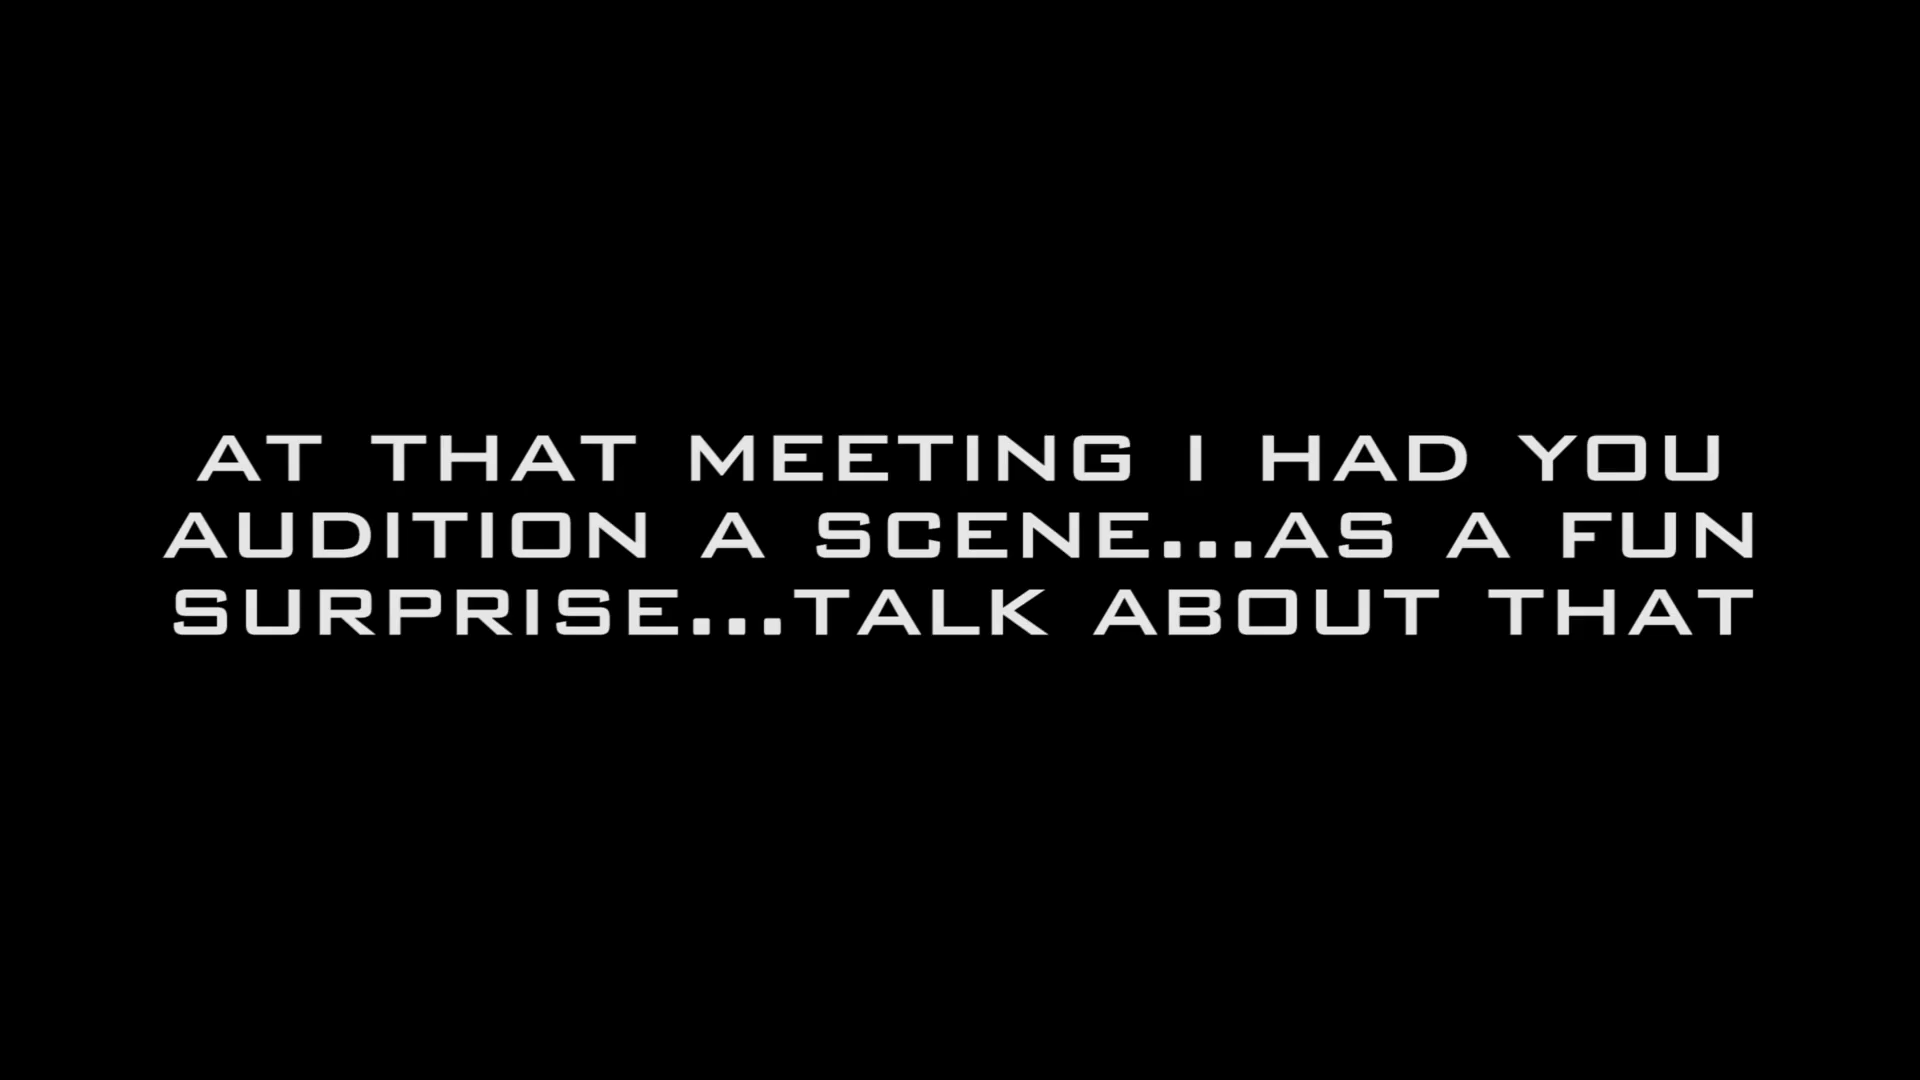 AT THAT MEETING I HAD YOU
AUDITION A SCENE...AS A FUN
SURPRISE...TALK ABOUT THAT